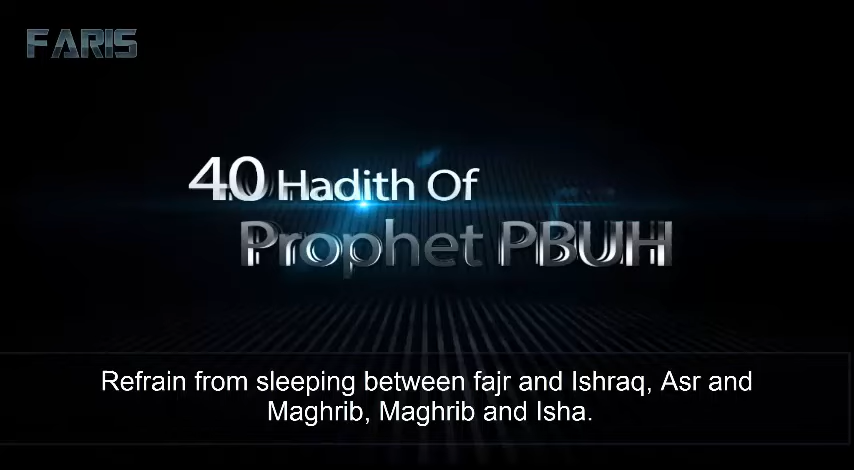 FARIS
40 Hadith Of
Prophet PBUH
Refrain from sleeping between fajr and Ishraq, Asr and
Maghrib, Maghrib and Isha.